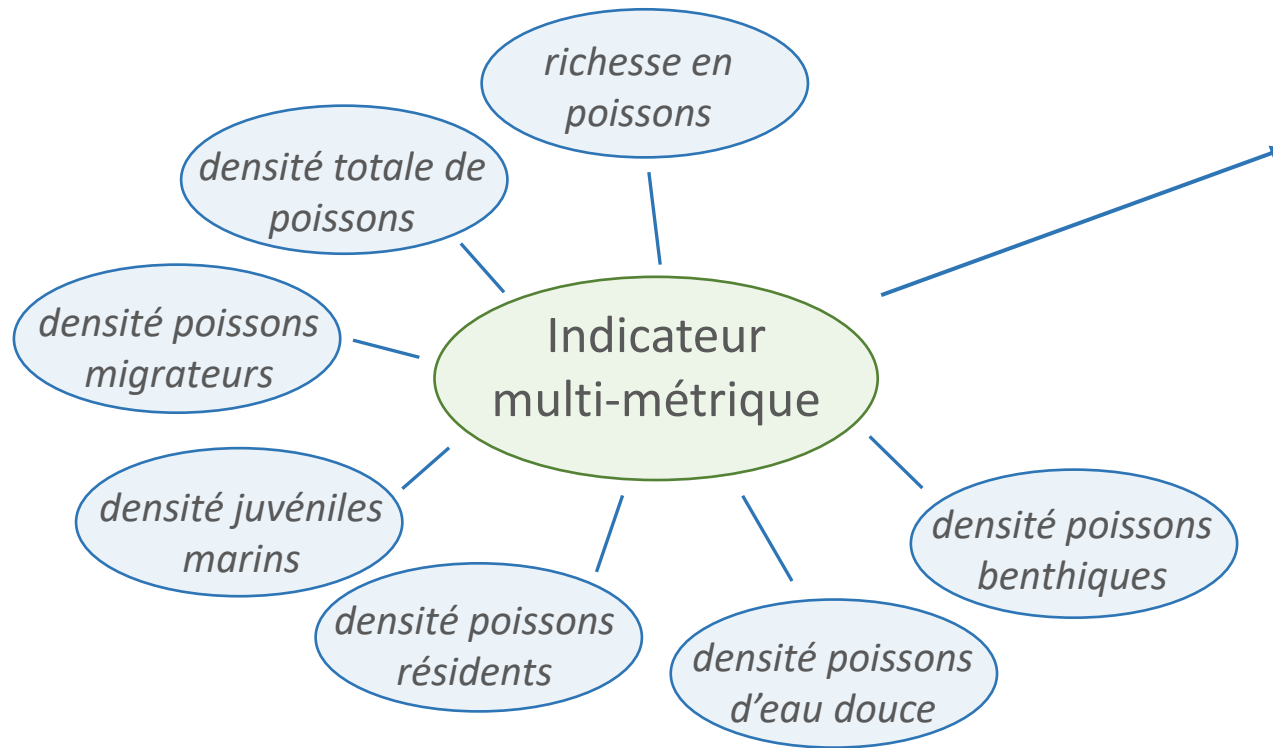 richesse en
poissons
densité totale de
poissons
densité poissons
migrateurs
Indicateur
multi-métrique
densité juvéniles
marins
densité poissons
résidents
densité poissons
d’eau douce
densité poissons
benthiques